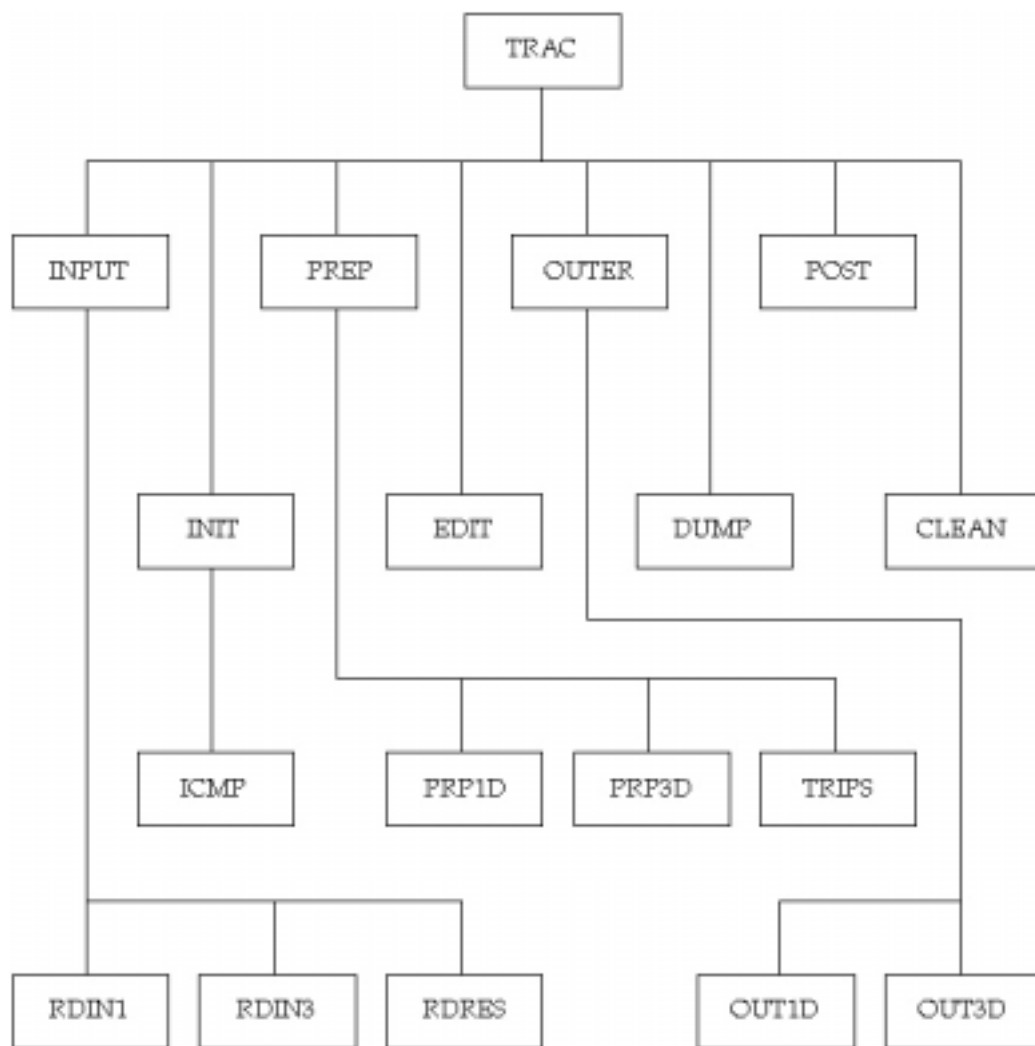 TRAC
INPUT
PREP
OUTER
POST
INIT
EDIT
DUMP
CLEAN
ICMP
PRP1D
PRP3D
TRIPS
RDIN1
RDIN3
RDRES
OUT1D
OUT3D